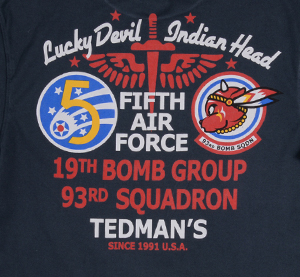 Lucky Devil Indian Head
5
FIFTH
AIR
FORCE
93RD BOMB SQDN
19TH BOMB GROUP
93RD SQUADRON
TEDMAN'S
SINCE 1991 U.S.A.